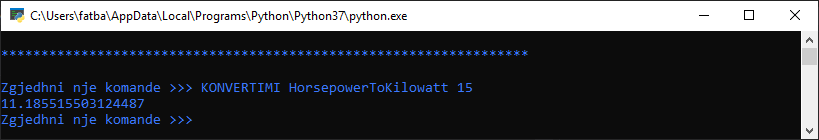 C:\Users\fatba\AppData\Local\Programs\Python\Python37\python.exe
******************************************************************
Zgjedhni nje komande >>> KONVERTIMI HorsepowerToKilowatt 15
11.185515503124487
Zgjedhni nje komande >>>